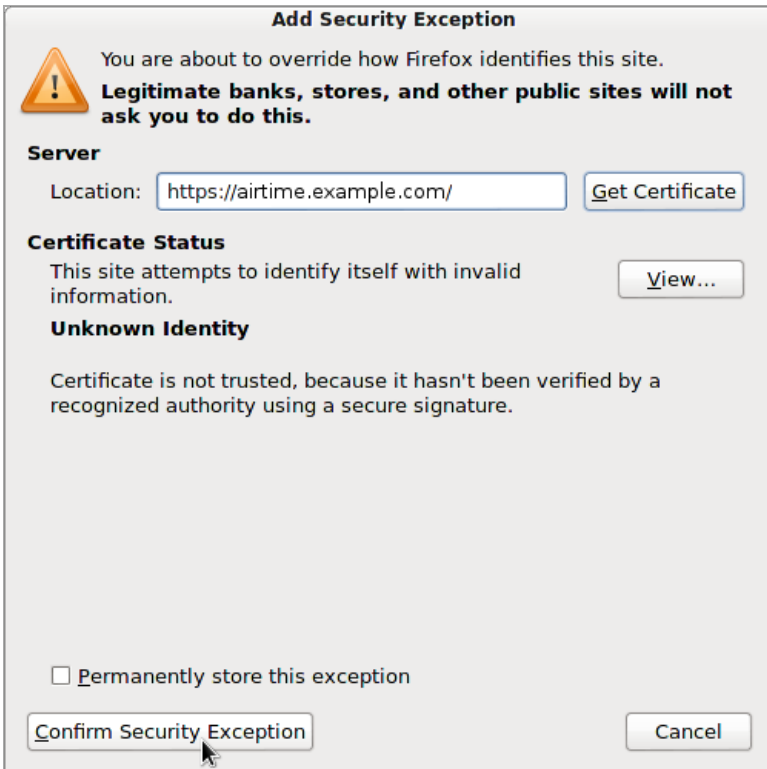 Add Security Exception
You are about to override how Firefox identifies this site.
Legitimate banks, stores, and other public sites will not
ask you to do this.
Server
Location: https://airtime.example.com/ Get Certificate
Certificate Status
This site attempts to identify itself with invalid
information.
View...
Unknown Identity
Certificate is not trusted, because it hasn't been verified by a
recognized authority using a secure signature.
Permanently store this exception
Confirm Security Exception Cancel